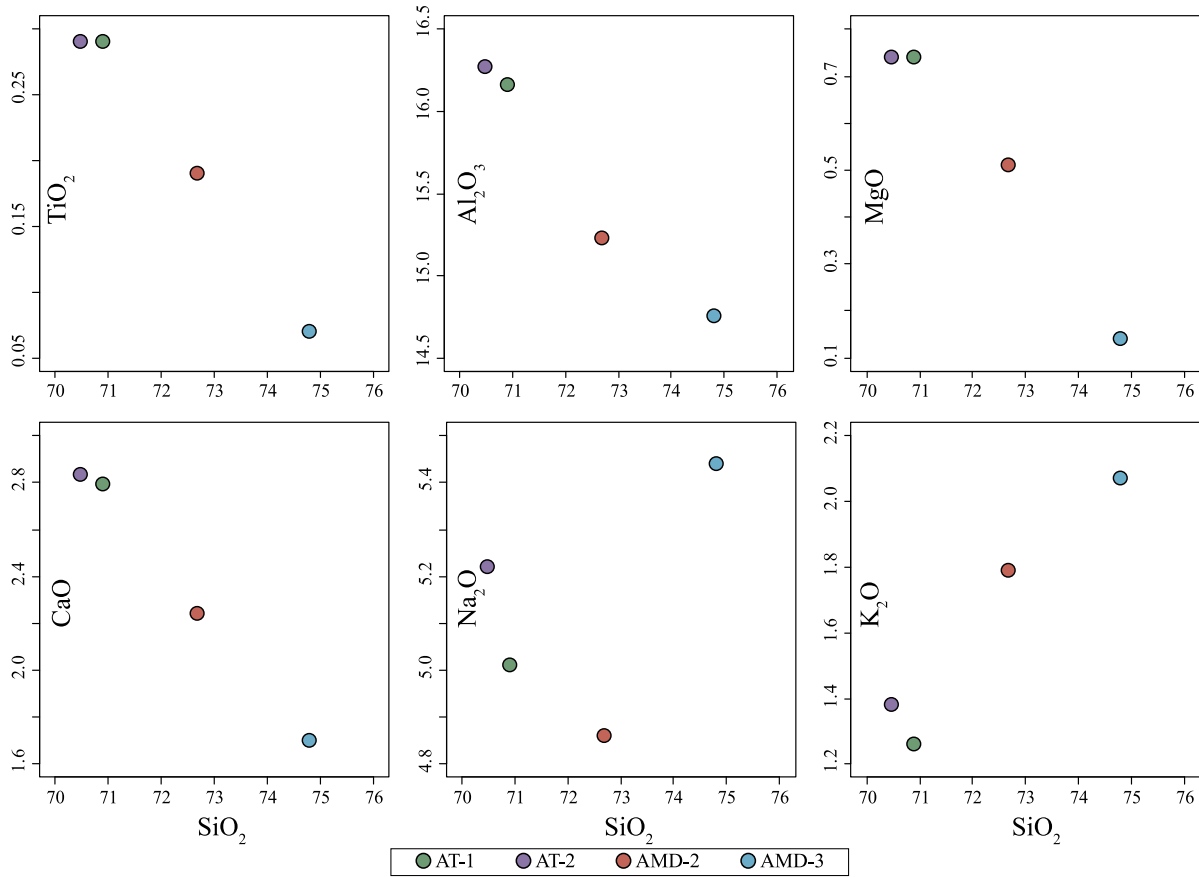 TiO2
0.25
0.15
0.05
70 71 72 73 74 75 76
Al2O3
16.5
16.0
15.5
15.0
14.5
70 71 72 73 74 75 76
MgO
0.7
0.5
0.3
0.1
70 71 72 73 74 75 76
CaO
2.8
2.4
2.0
1.6
70 71 72 73 74 75 76
SiO2
Na2O
5.4
5.2
5.0
4.8
70 71 72 73 74 75 76
K2O
2.2
2.0
1.8
1.6
1.4
1.2
70 71 72 73 74 75 76
SiO2
AT-1 AT-2 AMD-2 AMD-3